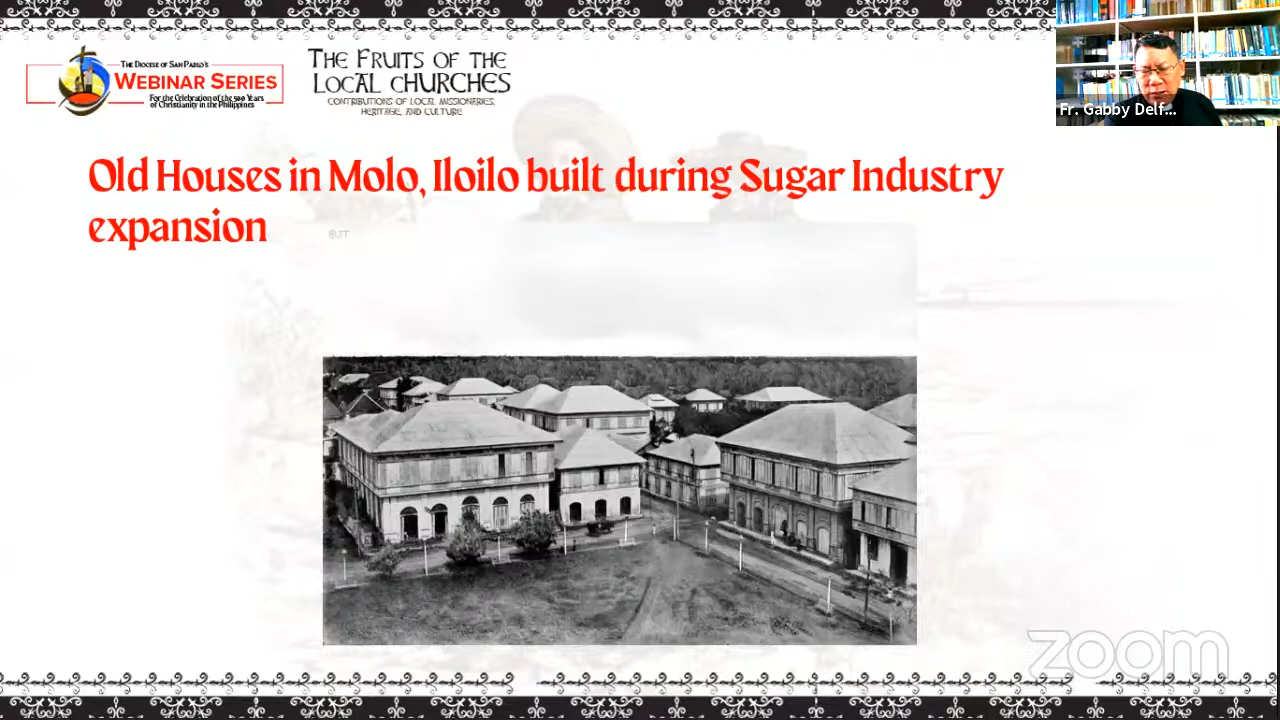 The Diocese of San Pablo's
Webinar Series
For the Celebration of the 500 Years
of Christianity in the Philippines
The Fruits of the
Local Churches
Contributions of Local Missionaries,
Heritage, and Culture
Fr. Gabby Delf...
Old Houses in Molo, Iloilo built during Sugar Industry
expansion
©JT
zoom